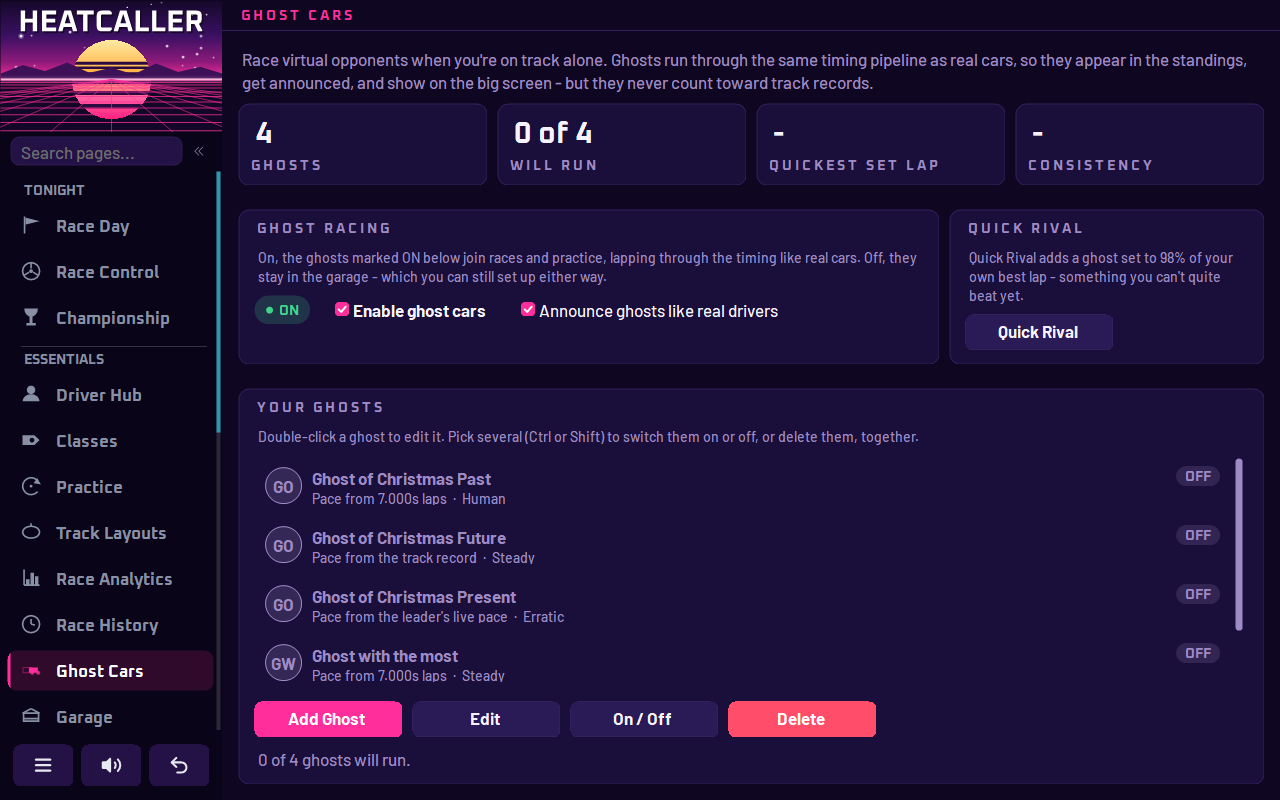 HEATCALLER
Search pages...
TONIGHT
Race Day
Race Control
Championship
ESSENTIALS
Driver Hub
Classes
Practice
Track Layouts
Race Analytics
Race History
Ghost Cars
Garage
GHOST CARS
Race virtual opponents when you're on track alone. Ghosts run through the same timing pipeline as real cars, so they appear in the standings,
get announced, and show on the big screen - but they never count toward track records.
4
GHOSTS
0 of 4
WILL RUN
-
QUICKEST SET LAP
-
CONSISTENCY
GHOST RACING
On, the ghosts marked ON below join races and practice, lapping through the timing like real cars. Off, they
stay in the garage - which you can still set up either way.
ON
Enable ghost cars
Announce ghosts like real drivers
QUICK RIVAL
Quick Rival adds a ghost set to 98% of your
own best lap - something you can't quite
beat yet.
Quick Rival
YOUR GHOSTS
Double-click a ghost to edit it. Pick several (Ctrl or Shift) to switch them on or off, or delete them, together.
GO
Ghost of Christmas Past
Pace from 7.000s laps · Human
OFF
GO
Ghost of Christmas Future
Pace from the track record · Steady
OFF
GO
Ghost of Christmas Present
Pace from the leader's live pace · Erratic
OFF
GW
Ghost with the most
Pace from 7.000s laps · Steady
OFF
Add Ghost
Edit
On / Off
Delete
0 of 4 ghosts will run.